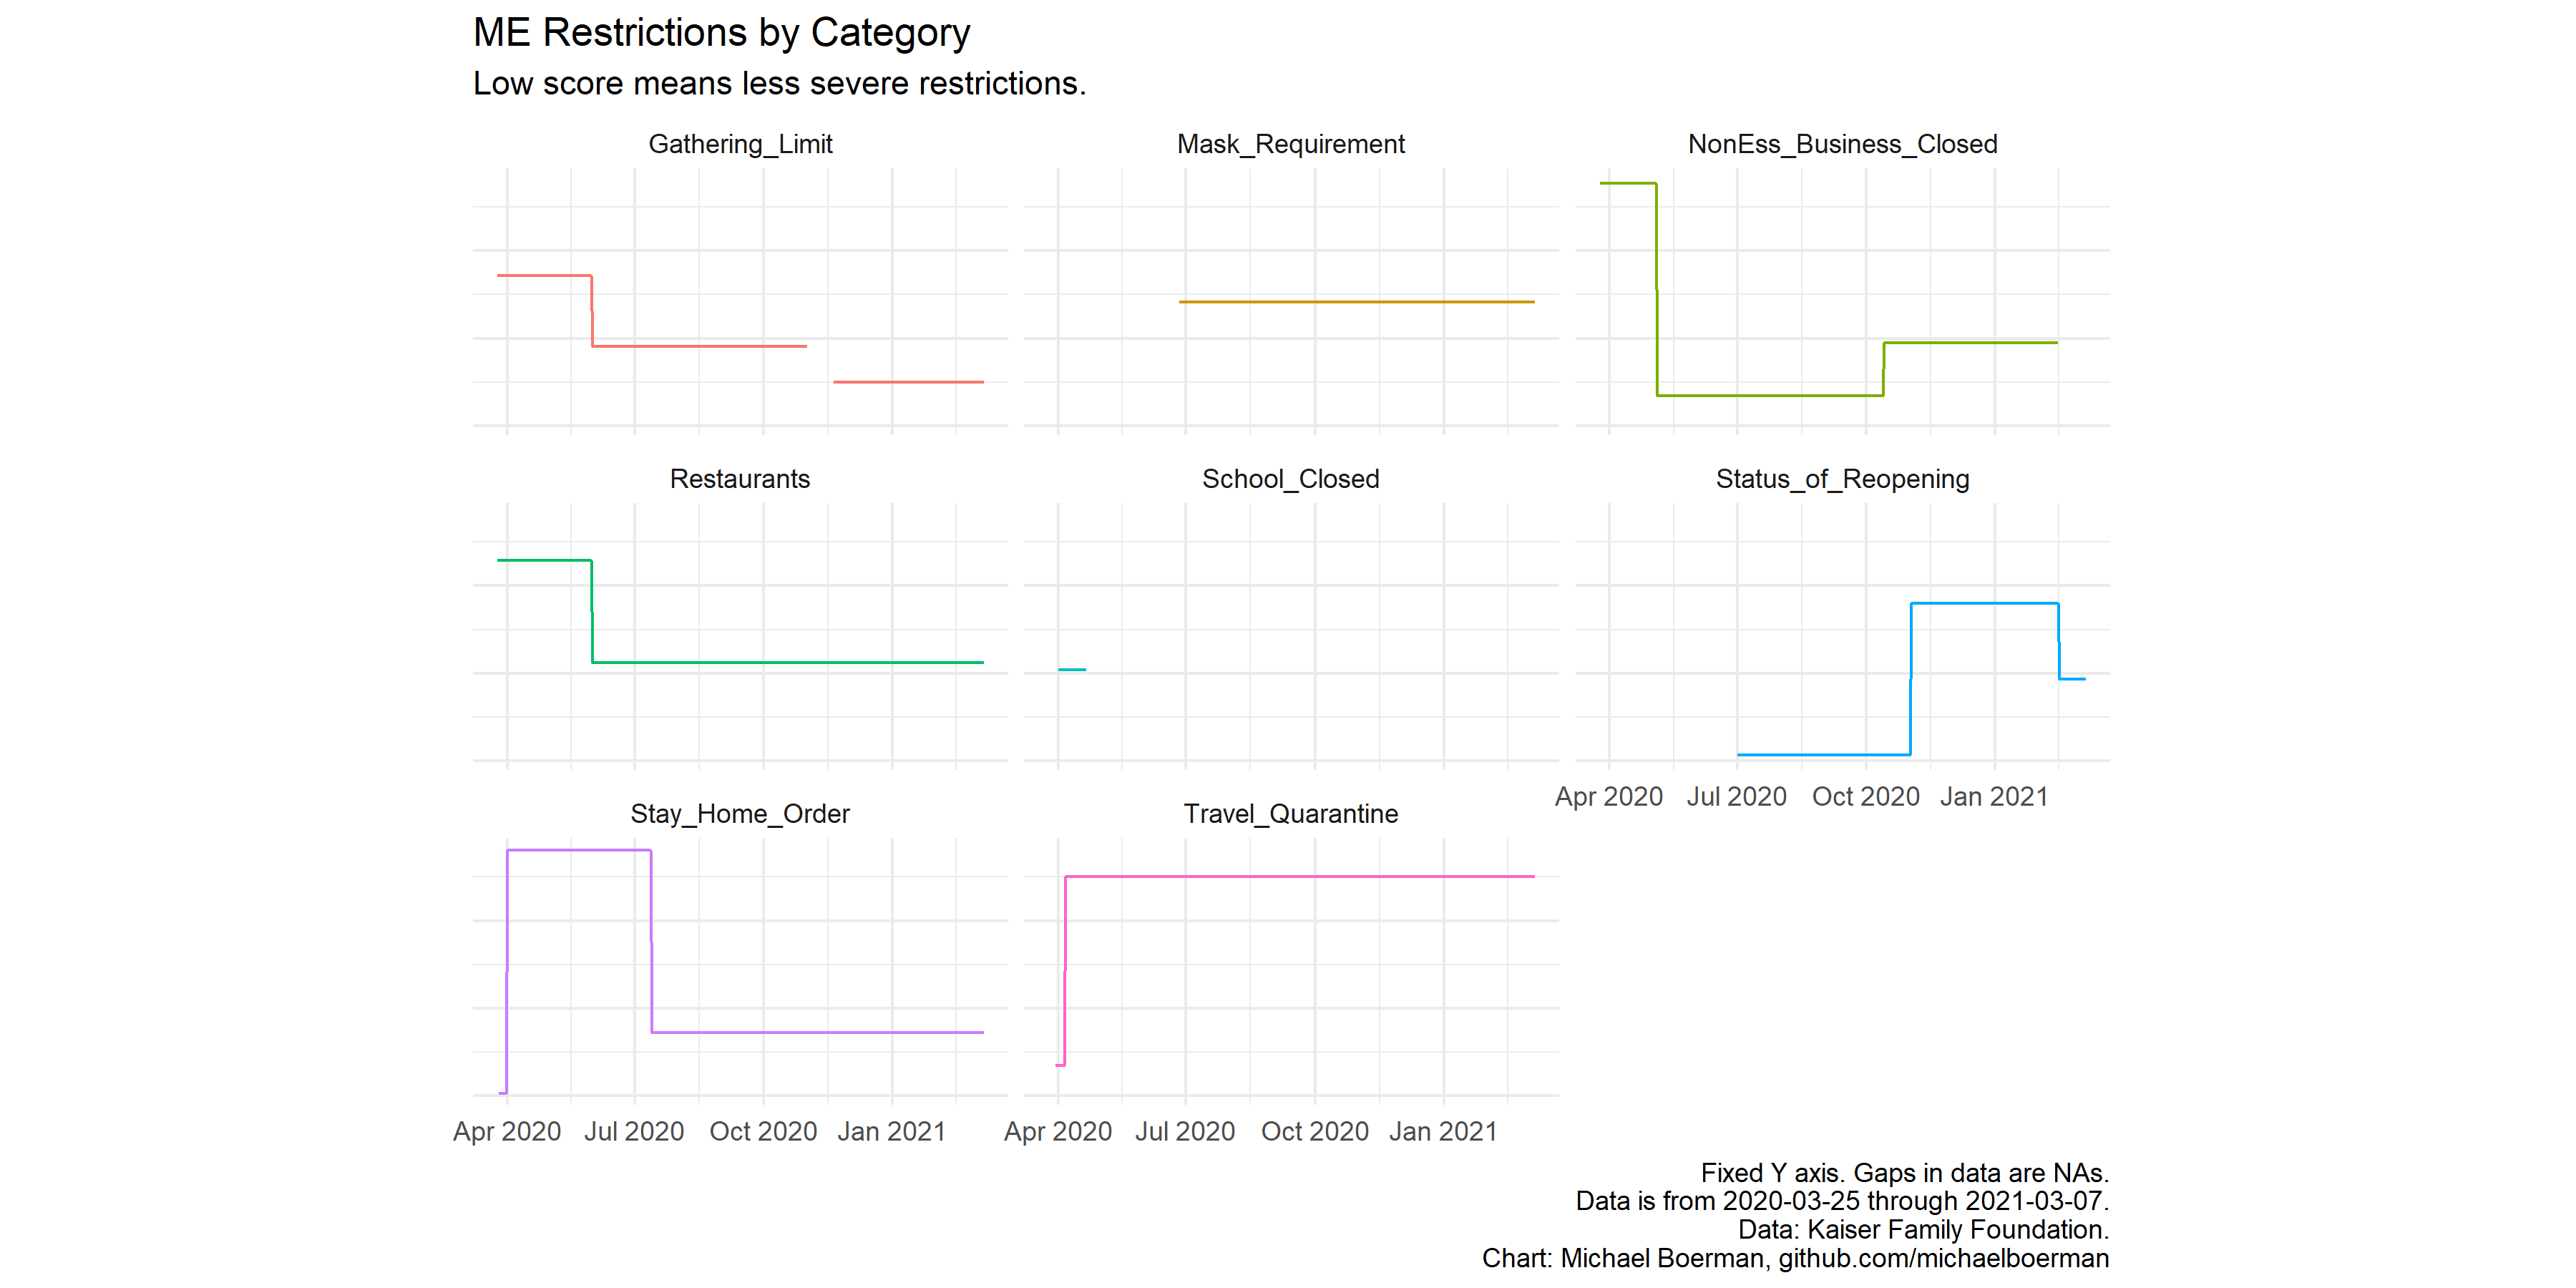 ME Restrictions by Category
Low score means less severe restrictions.
Gathering_Limit
Mask_Requirement
NonEss_Business_Closed
Restaurants
School_Closed
Status_of_Reopening
Apr 2020 Jul 2020 Oct 2020 Jan 2021
Stay_Home_Order
Travel_Quarantine
Apr 2020 Jul 2020 Oct 2020 Jan 2021
Apr 2020 Jul 2020 Oct 2020 Jan 2021
Fixed Y axis. Gaps in data are NAs.
Data is from 2020-03-25 through 2021-03-07.
Data: Kaiser Family Foundation.
Chart: Michael Boerman, github.com/michaelboerman